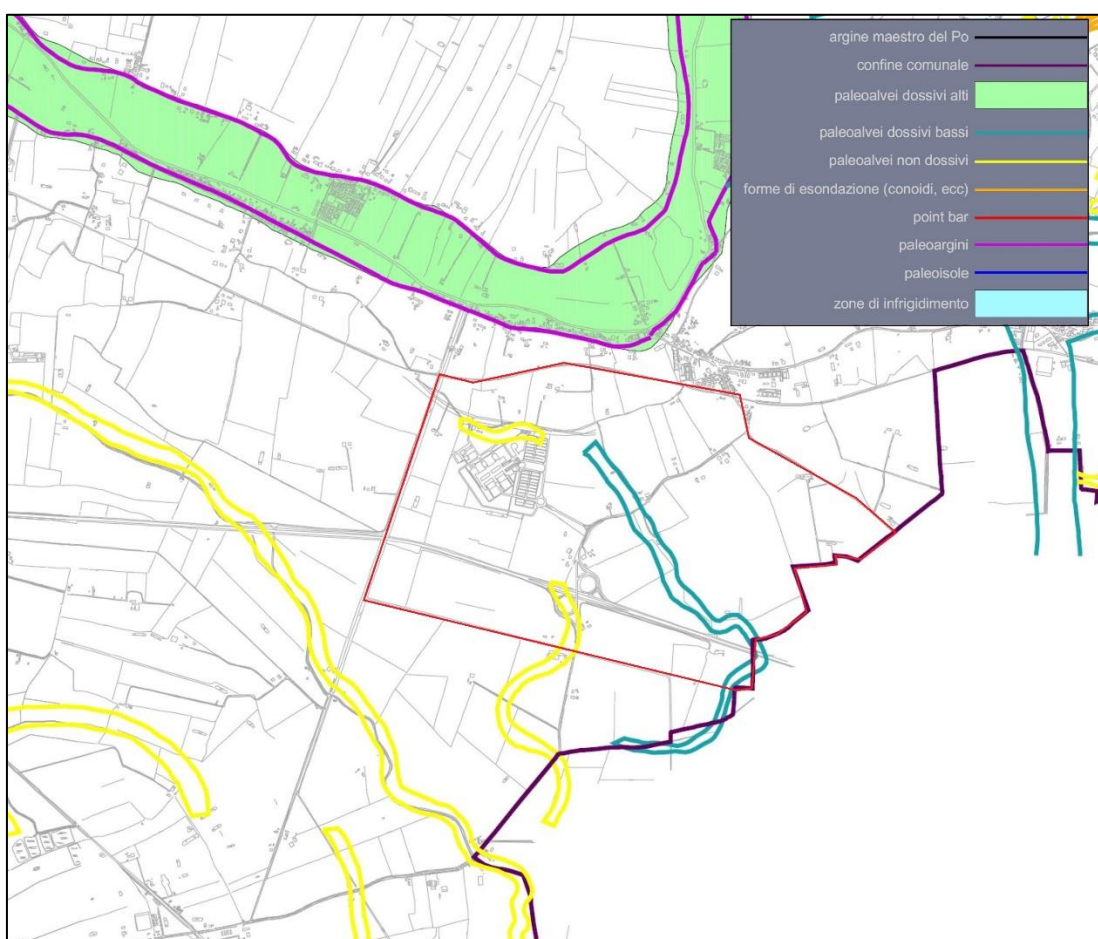 argine maestro del Po
confine comunale
paleoalvei dossivi alti
paleoalvei dossivi bassi
paleoalvei non dossivi
forme di esondazione (conoidi, ecc)
point bar
paleoargini
paleoisole
zone di infrigidimento